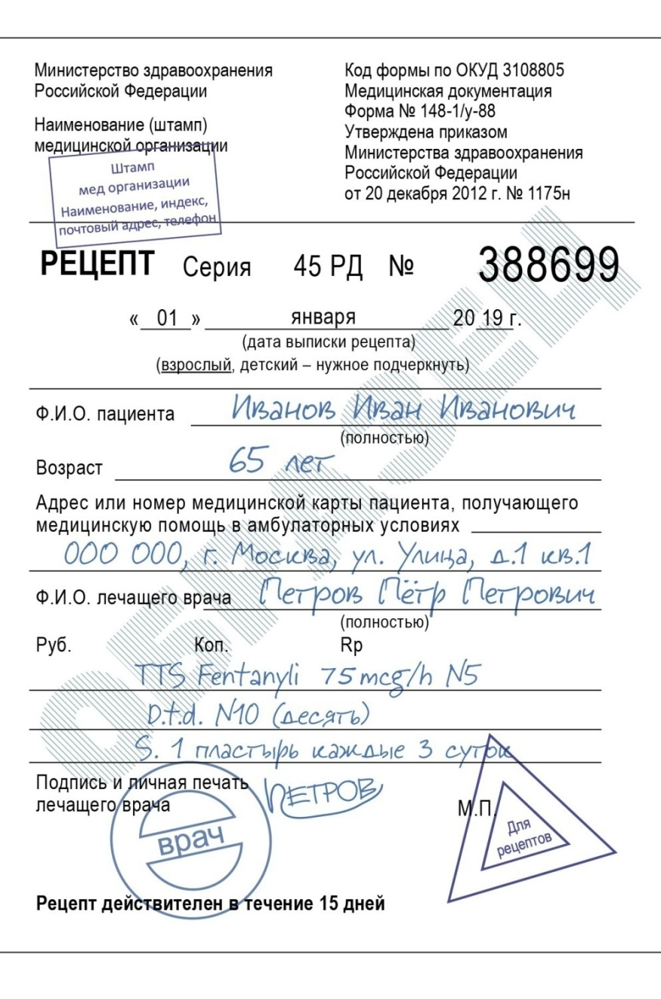 Министерство здравоохранения
Российской Федерации
Наименование (штамп)
медицинской организации
Штамп
мед организации
Наименование, индекс,
почтовый адрес, телефон
Код формы по ОКУД 3108805
Медицинская документация
Форма № 148-1/у-88
Утверждена приказом
Министерства здравоохранения
Российской Федерации
от 20 декабря 2012 г. № 1175н
РЕЦЕПТ Серия 45 РД № 388699
« 01 » января 20 19 г.
(дата выписки рецепта)
(взрослый, детский – нужное подчеркнуть)
Ф.И.О. пациента Иванов Иван Иванович
(полностью)
Возраст 65 лет
Адрес или номер медицинской карты пациента, получающего
медицинскую помощь в амбулаторных условиях
000 000, г. Москва, ул. Улица, д.1 кв.1
Ф.И.О. лечащего врача Петров Пётр Петрович
(полностью)
Руб. Коп. Rp
TTS Fentanyli 75 mcg/h N5
D.t.d. N10 (десять)
S. 1 пластырь каждые 3 суток
Подпись и личная печать
лечащего врача
ПЕТРОВ
врач
М.П.
Для
рецептов
Рецепт действителен в течение 15 дней
ОБРАЗЕЦ